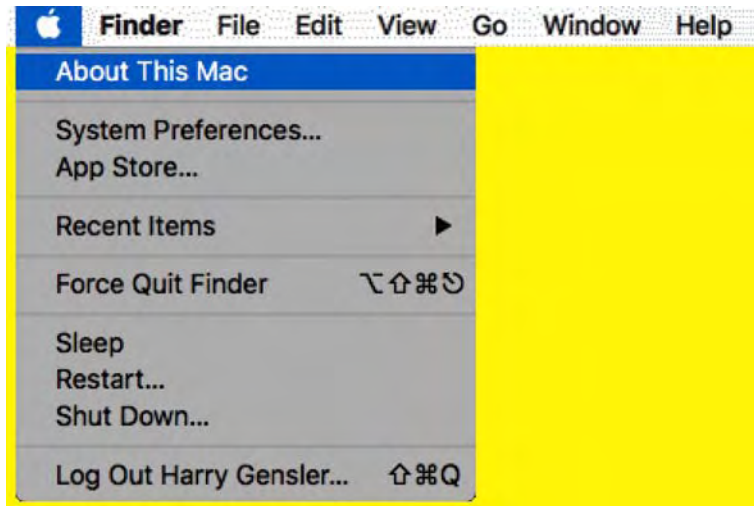 Finder File Edit View Go Window Help
About This Mac
System Preferences...
App Store...
Recent Items ▶
Force Quit Finder ⌥⇧⌘⎋
Sleep
Restart...
Shut Down...
Log Out Harry Gensler... ⇧⌘Q